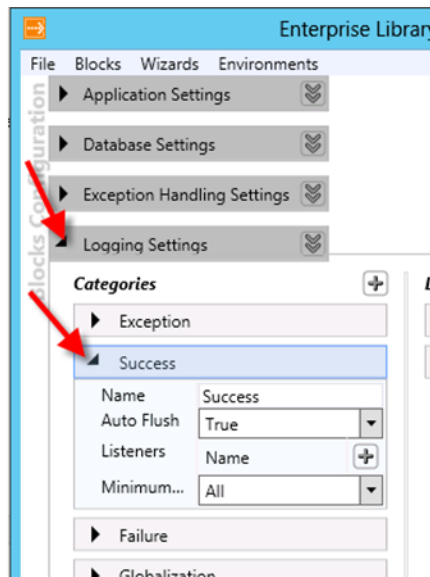 Enterprise Library
File Blocks Wizards Environments
Blocks Configuration
Application Settings
Database Settings
Exception Handling Settings
Logging Settings
Categories
Exception
Success
Name Success
Auto Flush True
Listeners Name
Minimum... All
Failure
Globalization